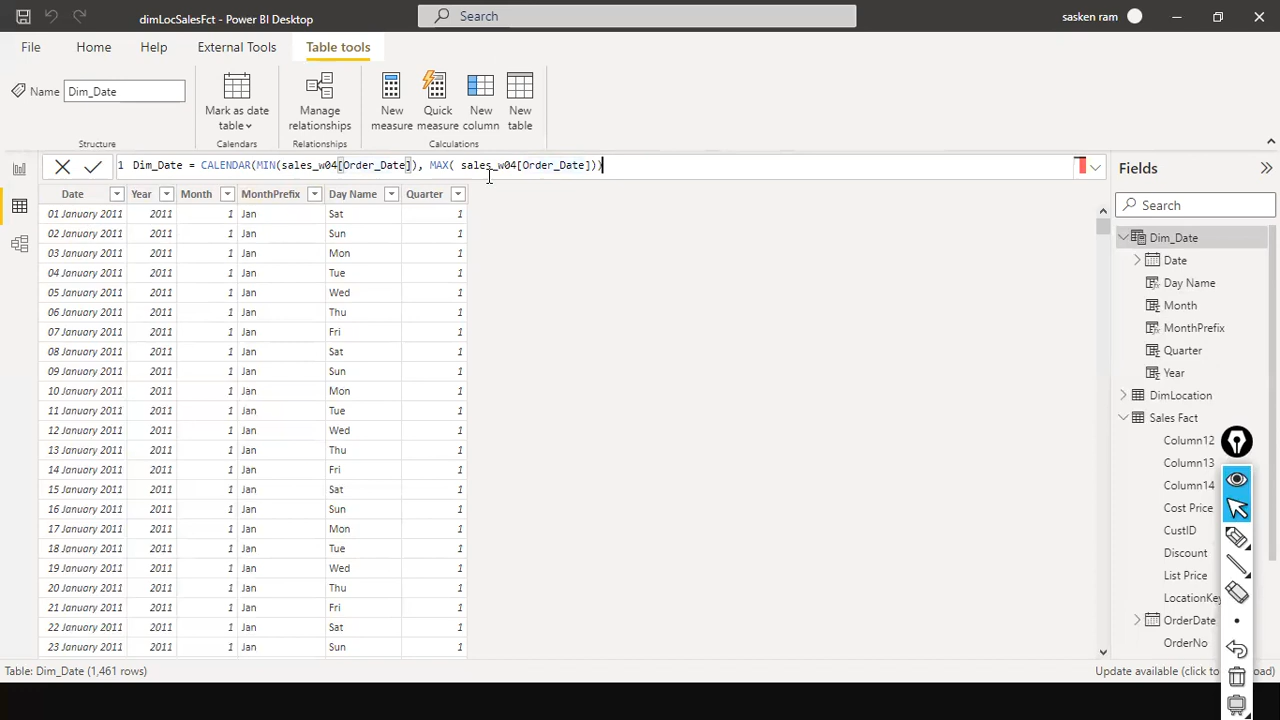 dimLocSalesFct - Power BI Desktop
Search
sasken ram
File
Home
Help
External Tools
Table tools
Name
Dim_Date
Mark as date
table
Manage
relationships
New
measure
Quick
measure
New
column
New
table
Structure
Calendars
Relationships
Calculations
1 Dim_Date = CALENDAR(MIN(sales_w04[Order_Date]), MAX( sales_w04[Order_Date]))
Date Year Month MonthPrefix Day Name Quarter
01 January 2011 2011 1 Jan Sat 1
02 January 2011 2011 1 Jan Sun 1
03 January 2011 2011 1 Jan Mon 1
04 January 2011 2011 1 Jan Tue 1
05 January 2011 2011 1 Jan Wed 1
06 January 2011 2011 1 Jan Thu 1
07 January 2011 2011 1 Jan Fri 1
08 January 2011 2011 1 Jan Sat 1
09 January 2011 2011 1 Jan Sun 1
10 January 2011 2011 1 Jan Mon 1
11 January 2011 2011 1 Jan Tue 1
12 January 2011 2011 1 Jan Wed 1
13 January 2011 2011 1 Jan Thu 1
14 January 2011 2011 1 Jan Fri 1
15 January 2011 2011 1 Jan Sat 1
16 January 2011 2011 1 Jan Sun 1
17 January 2011 2011 1 Jan Mon 1
18 January 2011 2011 1 Jan Tue 1
19 January 2011 2011 1 Jan Wed 1
20 January 2011 2011 1 Jan Thu 1
21 January 2011 2011 1 Jan Fri 1
22 January 2011 2011 1 Jan Sat 1
23 January 2011 2011 1 Jan Sun 1
Fields
Search
Dim_Date
Date
Day Name
Month
MonthPrefix
Quarter
Year
DimLocation
Sales Fact
Column12
Column13
Column14
Cost Price
CustID
Discount
List Price
LocationKey
OrderDate
OrderNo
Table: Dim_Date (1,461 rows)
Update available (click to
oad)